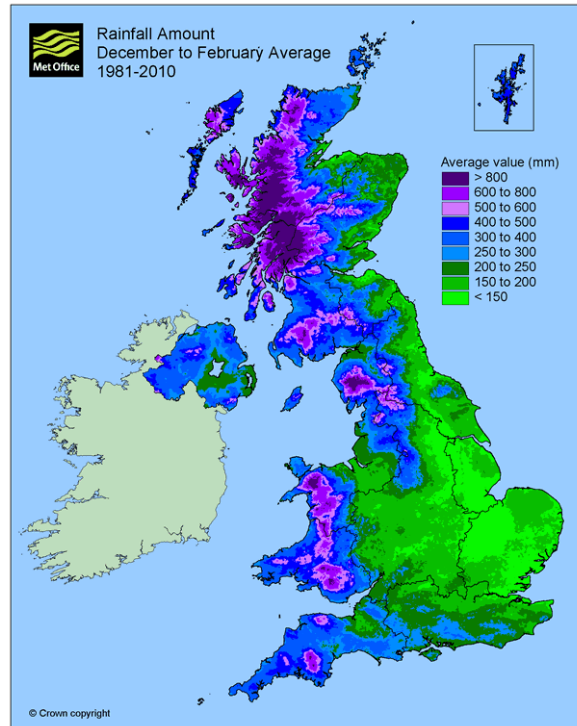 Met Office
Rainfall Amount
December to February Average
1981-2010
Average value (mm)
> 800
600 to 800
500 to 600
400 to 500
300 to 400
250 to 300
200 to 250
150 to 200
< 150
© Crown copyright